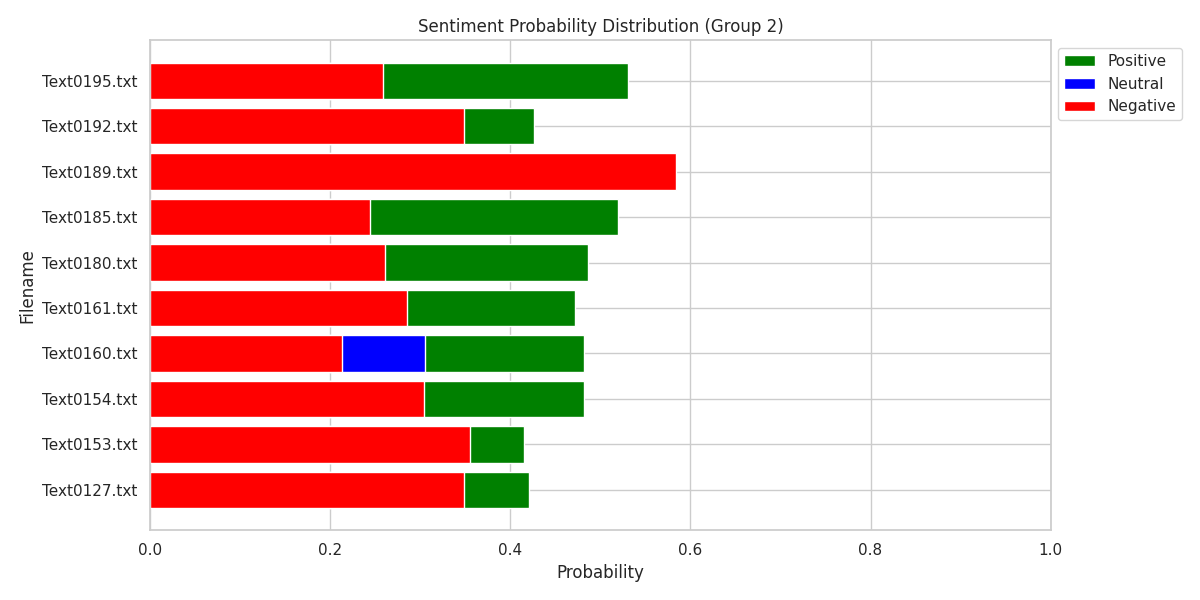 Sentiment Probability Distribution (Group 2)
Positive
Neutral
Negative
Filename
Text0195.txt
Text0192.txt
Text0189.txt
Text0185.txt
Text0180.txt
Text0161.txt
Text0160.txt
Text0154.txt
Text0153.txt
Text0127.txt
0.0 0.2 0.4 0.6 0.8 1.0
Probability